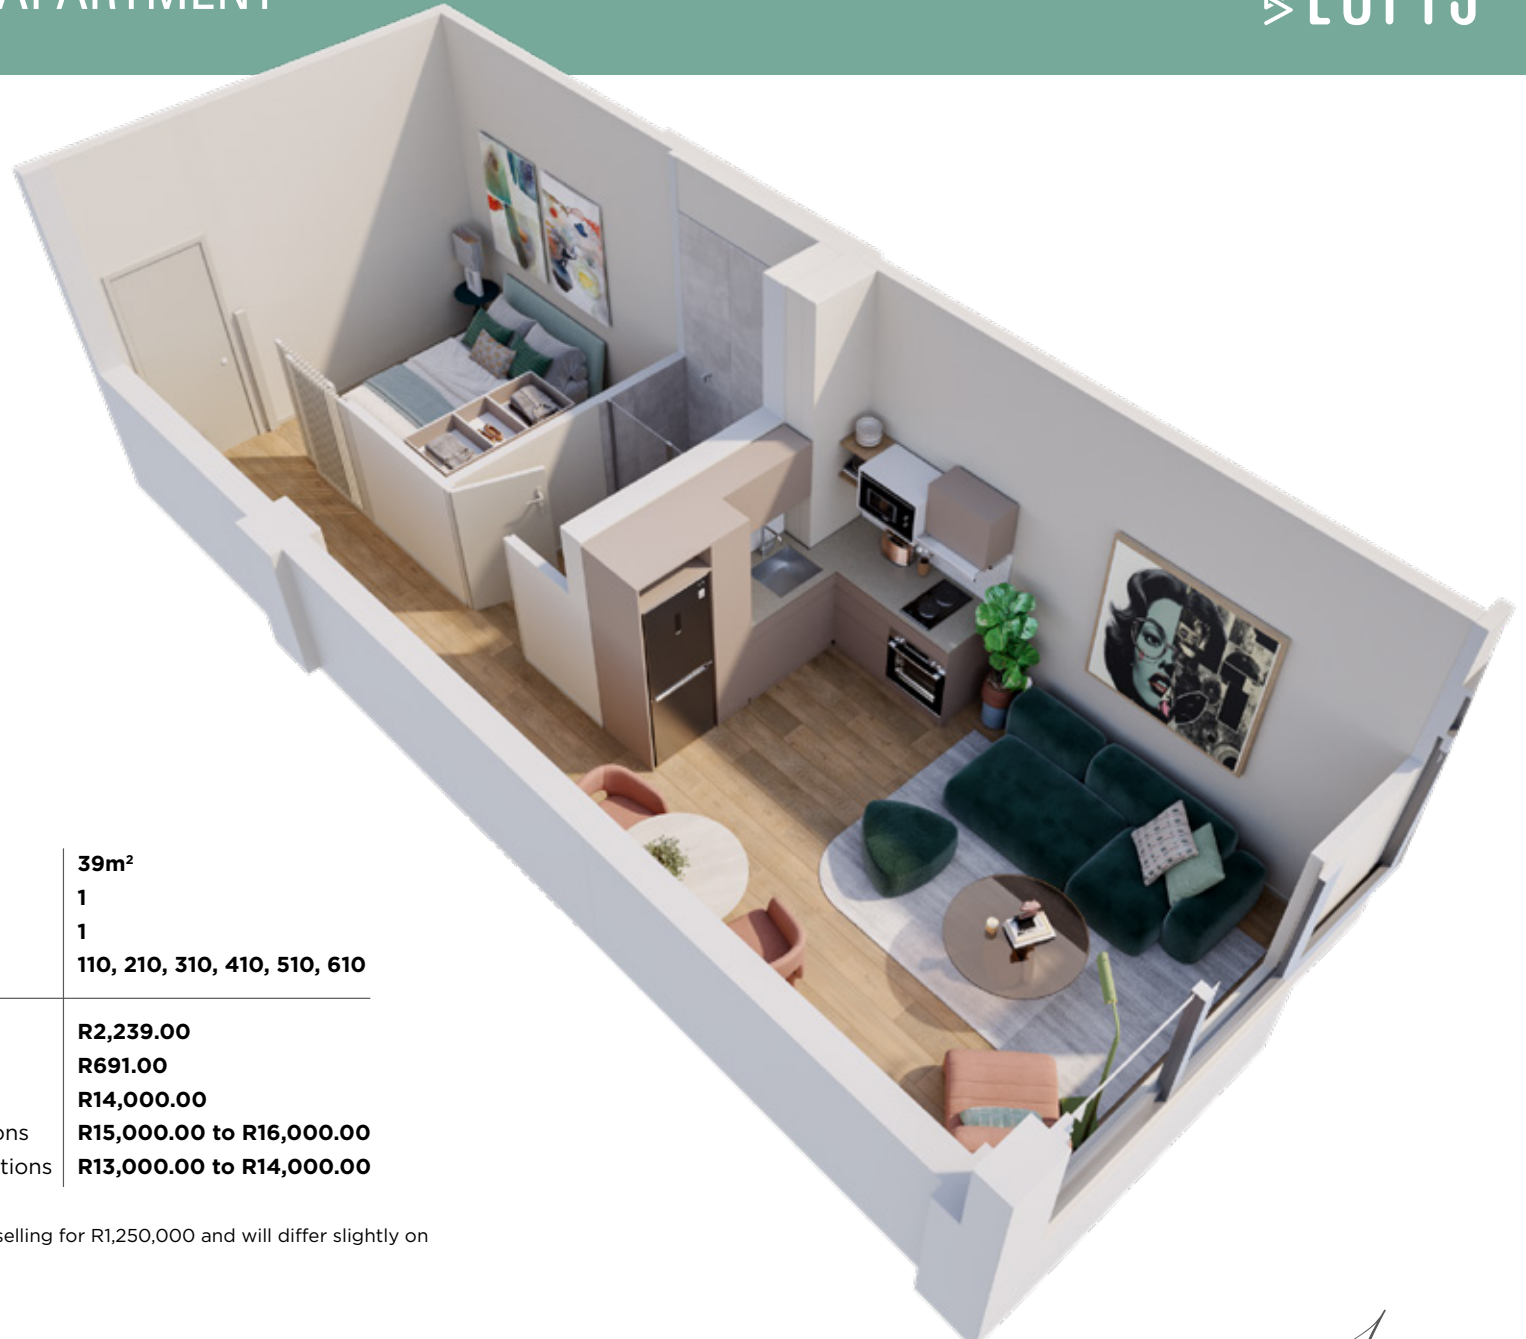 APARTMENT
LOFTS
39m²
1
1
110, 210, 310, 410, 510, 610
R2,239.00
R691.00
R14,000.00
ons R15,000.00 to R16,000.00
tions R13,000.00 to R14,000.00
selling for R1,250,000 and will differ slightly on